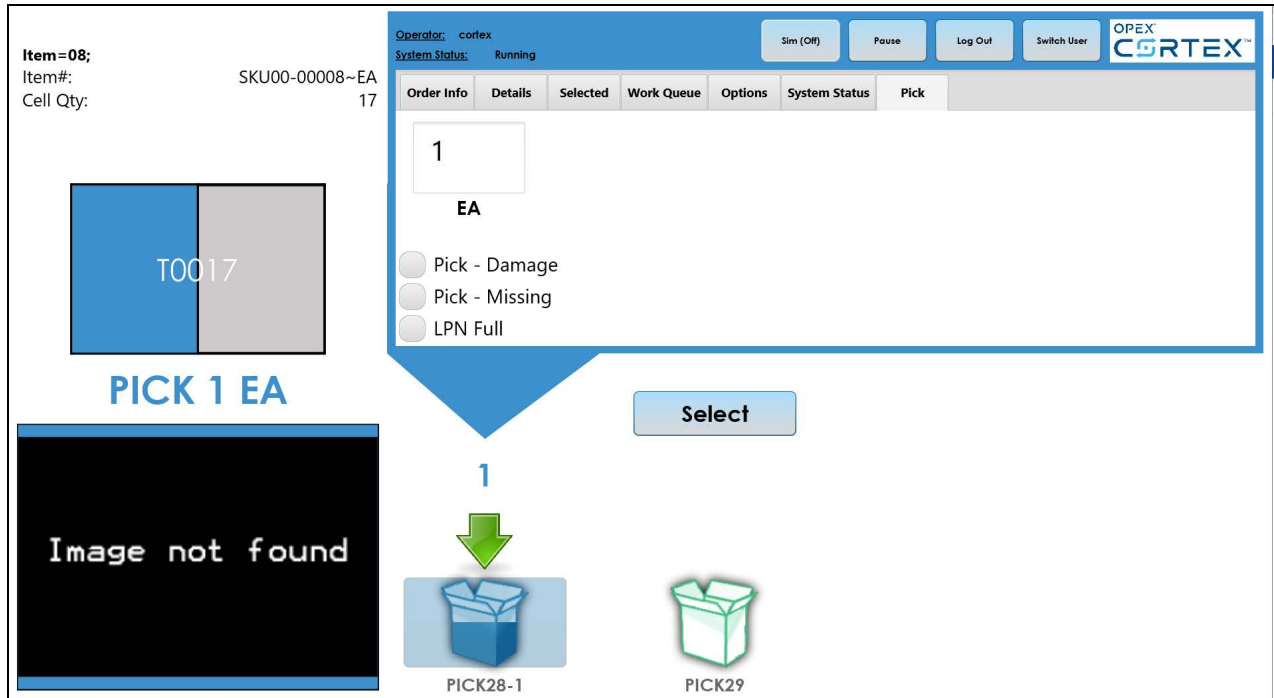 Item=08;
Item#: SKU00-00008~EA
Cell Qty: 17
T0017
PICK 1 EA
Image not found
Operator: cortex
System Status: Running
Sim (Off)
Pause
Log Out
Switch User
OPEX
CORTEX™
Order Info
Details
Selected
Work Queue
Options
System Status
Pick
1
EA
Pick - Damage
Pick - Missing
LPN Full
Select
1
PICK28-1
PICK29